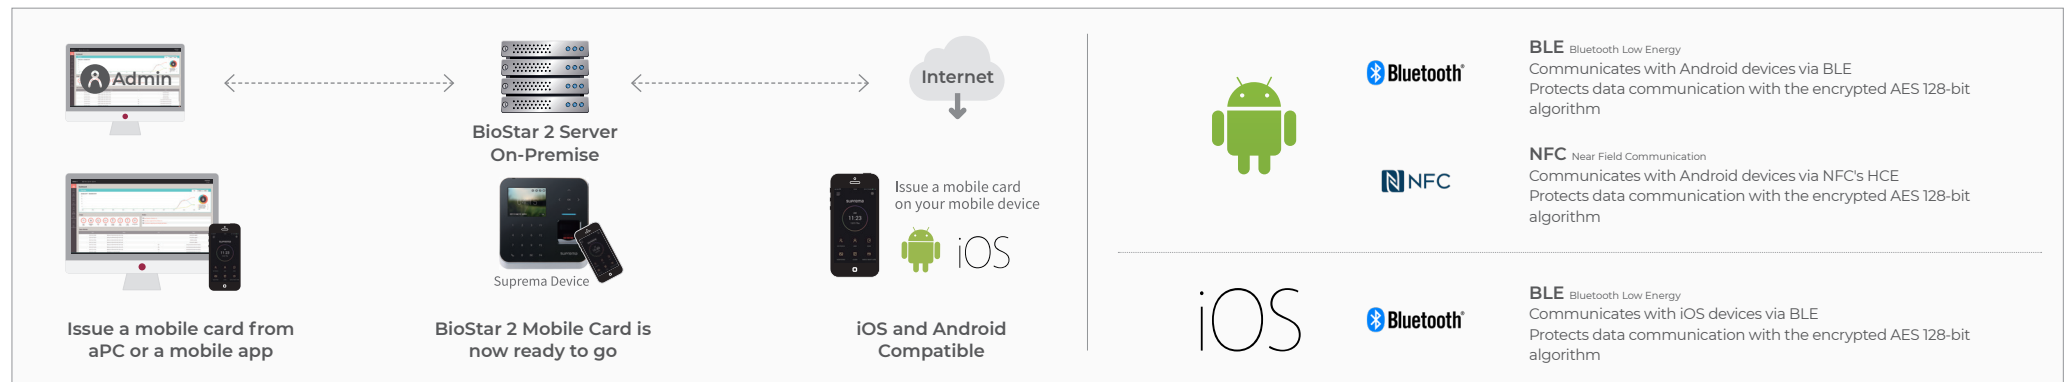 Admin
BioStar 2 Server
On-Premise
Internet
Issue a mobile card
on your mobile device
iOS
suprema
11:23
Suprema Device
Issue a mobile card from
aPC or a mobile app
BioStar 2 Mobile Card is
now ready to go
iOS and Android
Compatible
Bluetooth
BLE Bluetooth Low Energy
Communicates with Android devices via BLE
Protects data communication with the encrypted AES 128-bit
algorithm
NFC
NFC Near Field Communication
Communicates with Android devices via NFC's HCE
Protects data communication with the encrypted AES 128-bit
algorithm
iOS
Bluetooth
BLE Bluetooth Low Energy
Communicates with iOS devices via BLE
Protects data communication with the encrypted AES 128-bit
algorithm